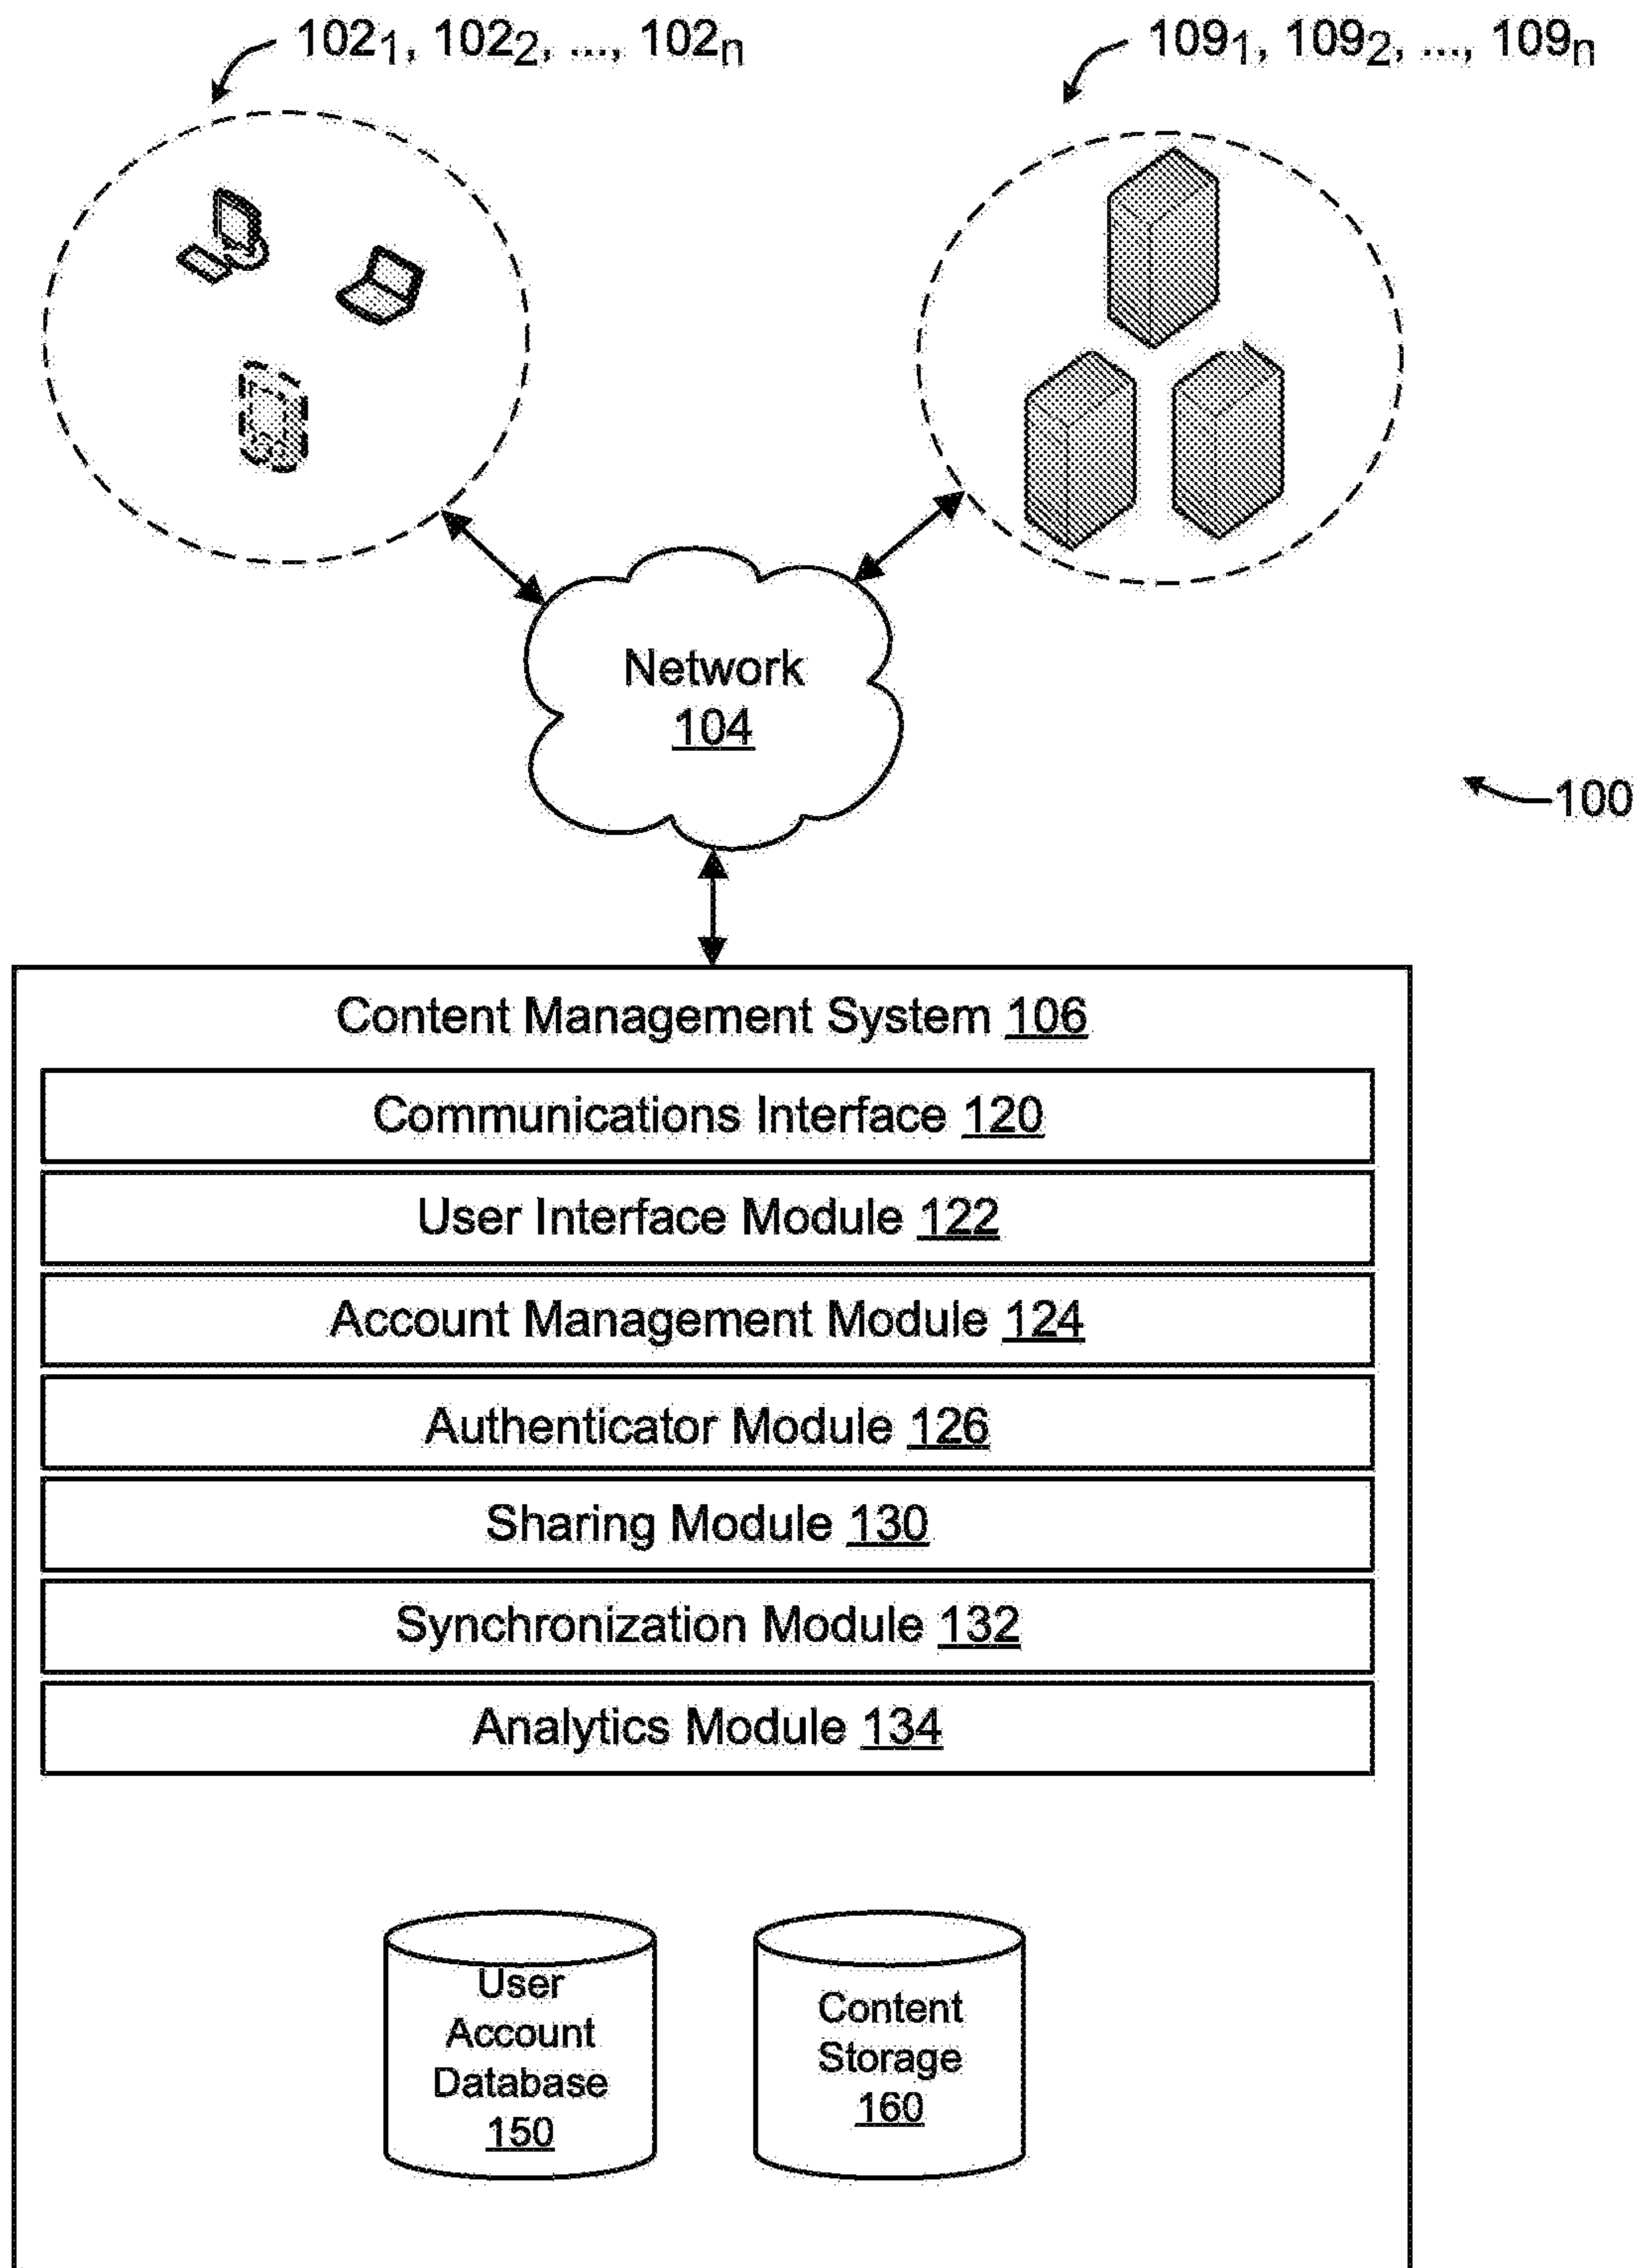 102₁, 102₂, ..., 102ₙ
109₁, 109₂, ..., 109ₙ
Network
104
100
Content Management System 106
Communications Interface 120
User Interface Module 122
Account Management Module 124
Authenticator Module 126
Sharing Module 130
Synchronization Module 132
Analytics Module 134
User
Account
Database
150
Content
Storage
160